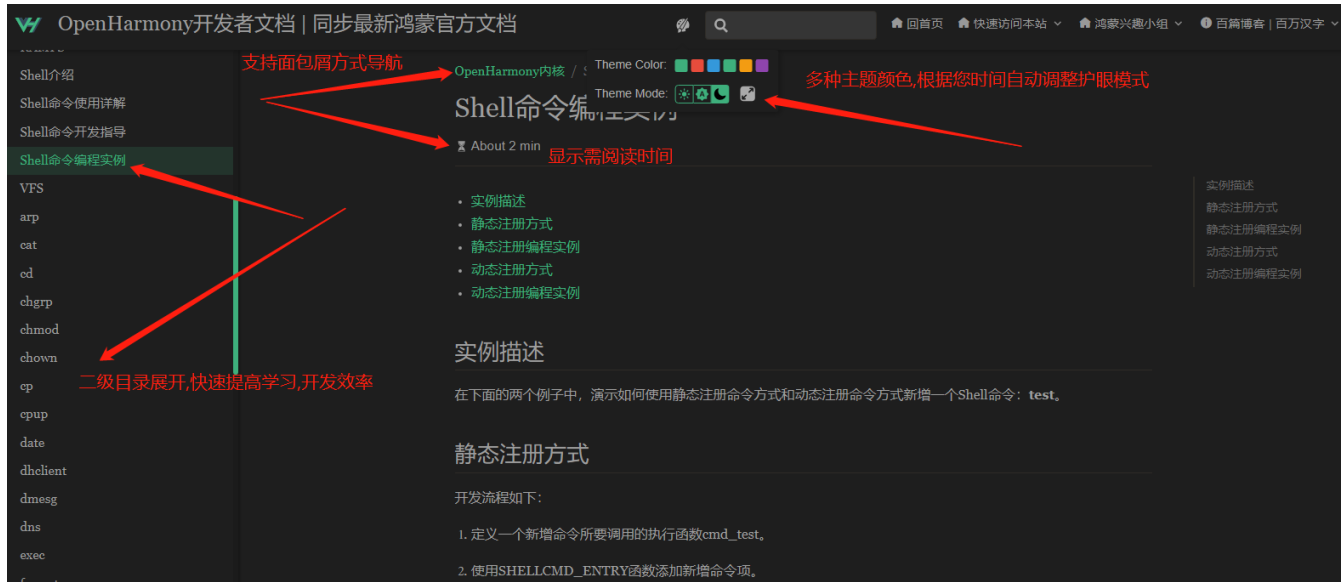 OpenHarmony开发者文档 | 同步最新鸿蒙官方文档
回首页
快速访问本站
鸿蒙兴趣小组
百篇博客 | 百万汉字
Shell介绍
Shell命令使用详解
Shell命令开发指导
Shell命令编程实例
VFS
arp
cat
cd
chgrp
chmod
chown
cp
cpup
date
dhclient
dmesg
dns
exec
支持面包屑方式导航
OpenHarmony内核 /
Theme Color:
Theme Mode:
多种主题颜色,根据您时间自动调整护眼模式
Shell命令编程实例
About 2 min
显示需阅读时间
实例描述
静态注册方式
静态注册编程实例
动态注册方式
动态注册编程实例
二级目录展开,快速提高学习,开发效率
实例描述
在下面的两个例子中，演示如何使用静态注册命令方式和动态注册命令方式新增一个Shell命令：test。
静态注册方式
开发流程如下：
1. 定义一个新增命令所要调用的执行函数cmd_test。
2. 使用SHELLCMD_ENTRY函数添加新增命令项。
实例描述
静态注册方式
静态注册编程实例
动态注册方式
动态注册编程实例